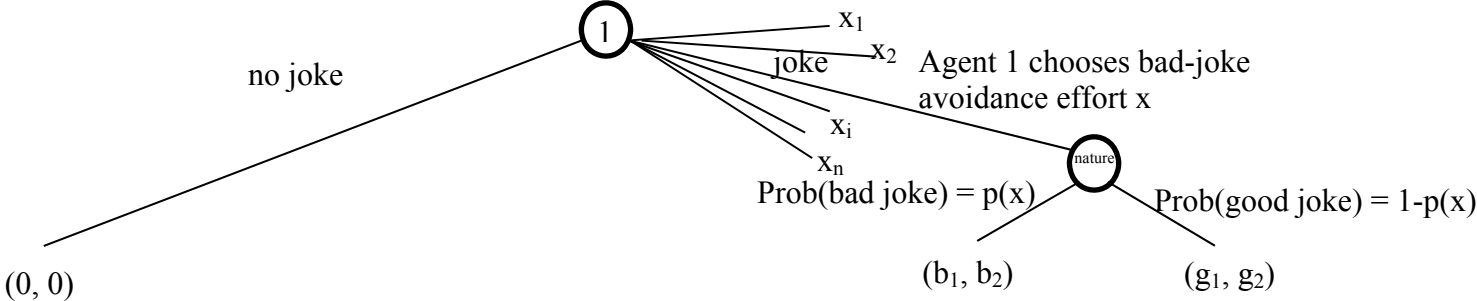 1
x₁
x₂
no joke
joke
Agent 1 chooses bad-joke
avoidance effort x
xᵢ
nature
xₙ
Prob(bad joke) = p(x)
Prob(good joke) = 1-p(x)
(0, 0)
(b₁, b₂)
(g₁, g₂)